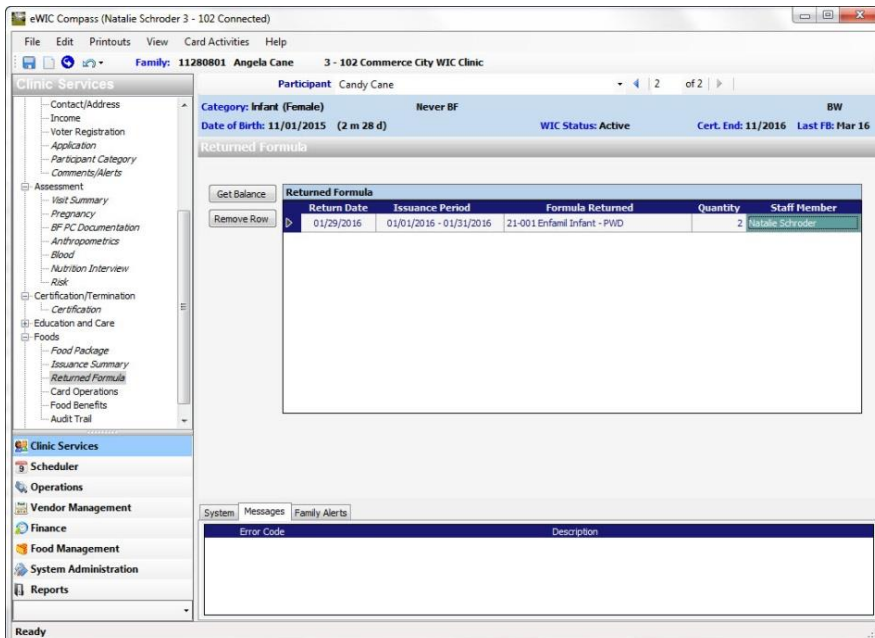 eWIC Compass (Natalie Schroder 3 - 102 Connected)
File Edit Printouts View Card Activities Help
Family: 11280801 Angela Cane 3 - 102 Commerce City WIC Clinic
Clinic Services
Participant Candy Cane 2 of 2
Category: Infant (Female) Never BF BW
Date of Birth: 11/01/2015 (2 m 28 d) WIC Status: Active Cert. End: 11/2016 Last FB: Mar 16
Returned Formula
Contact/Address
Income
Voter Registration
Application
Participant Category
Comments/Alerts
Assessment
Visit Summary
Pregnancy
BF PC Documentation
Anthropometrics
Blood
Nutrition Interview
Risk
Certification/Termination
Certification
Education and Care
Foods
Food Package
Issuance Summary
Returned Formula
Card Operations
Food Benefits
Audit Trail
Clinic Services
9 Scheduler
Operations
Vendor Management
Finance
Food Management
System Administration
Reports
Get Balance
Remove Row
Returned Formula
Return Date Issuance Period Formula Returned Quantity Staff Member
01/29/2016 01/01/2016 - 01/31/2016 21-001 Enfamil Infant - PWD 2 Natalie Schroder
System Messages Family Alerts
Error Code Description
Ready